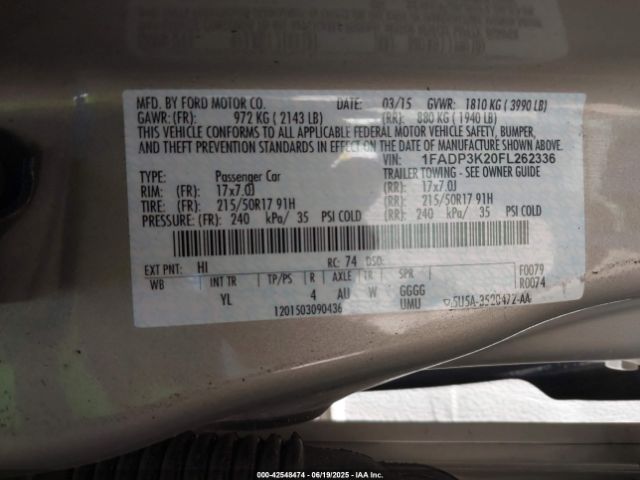 MFD. BY FORD MOTOR CO. DATE: 03/15 GVWR: 1810 KG ( 3990 LB)
GAWR: (FR): 972 KG ( 2143 LB) (RR): 880 KG ( 1940 LB)
THIS VEHICLE CONFORMS TO ALL APPLICABLE FEDERAL MOTOR VEHICLE SAFETY, BUMPER,
AND THEFT PREVENTION STANDARDS IN EFFECT ON THE DATE OF MANUFACTURE SHOWN ABOVE.
VIN: 1FADP3K20FL262336
TYPE: Passenger Car TRAILER TOWING - SEE OWNER GUIDE
RIM: (FR): 17x7.0J (RR): 17x7.0J
TIRE: (FR): 215/50R17 91H (RR): 215/50R17 91H
PRESSURE: (FR): 240 kPa/ 35 PSI COLD (RR): 240 kPa/ 35 PSI COLD
EXT PNT: HI RC: 74 DSO: F0079
WB INT TR TP/PS R AXLE TR SPR R0074
YL 4 AU W GGGG
1201503090436 UMU 5U5A-3520472-AA
000-42548474 | 06/19/2025 | IAA Inc.